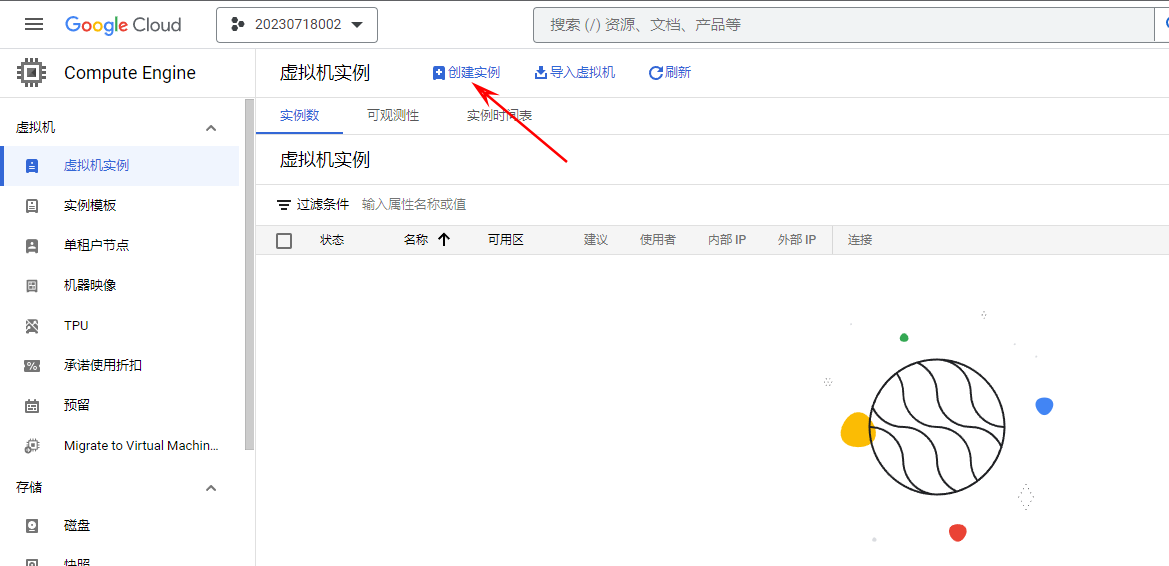 Google Cloud
20230718002
搜索 (/) 资源、文档、产品等
Compute Engine
虚拟机实例
创建实例
导入虚拟机
刷新
虚拟机
虚拟机实例
实例模板
单租户节点
机器映像
TPU
承诺使用折扣
预留
Migrate to Virtual Machin...
存储
磁盘
快照
实例数
可观测性
实例时间表
虚拟机实例
过滤条件
输入属性名称或值
状态
名称
可用区
建议
使用者
内部 IP
外部 IP
连接